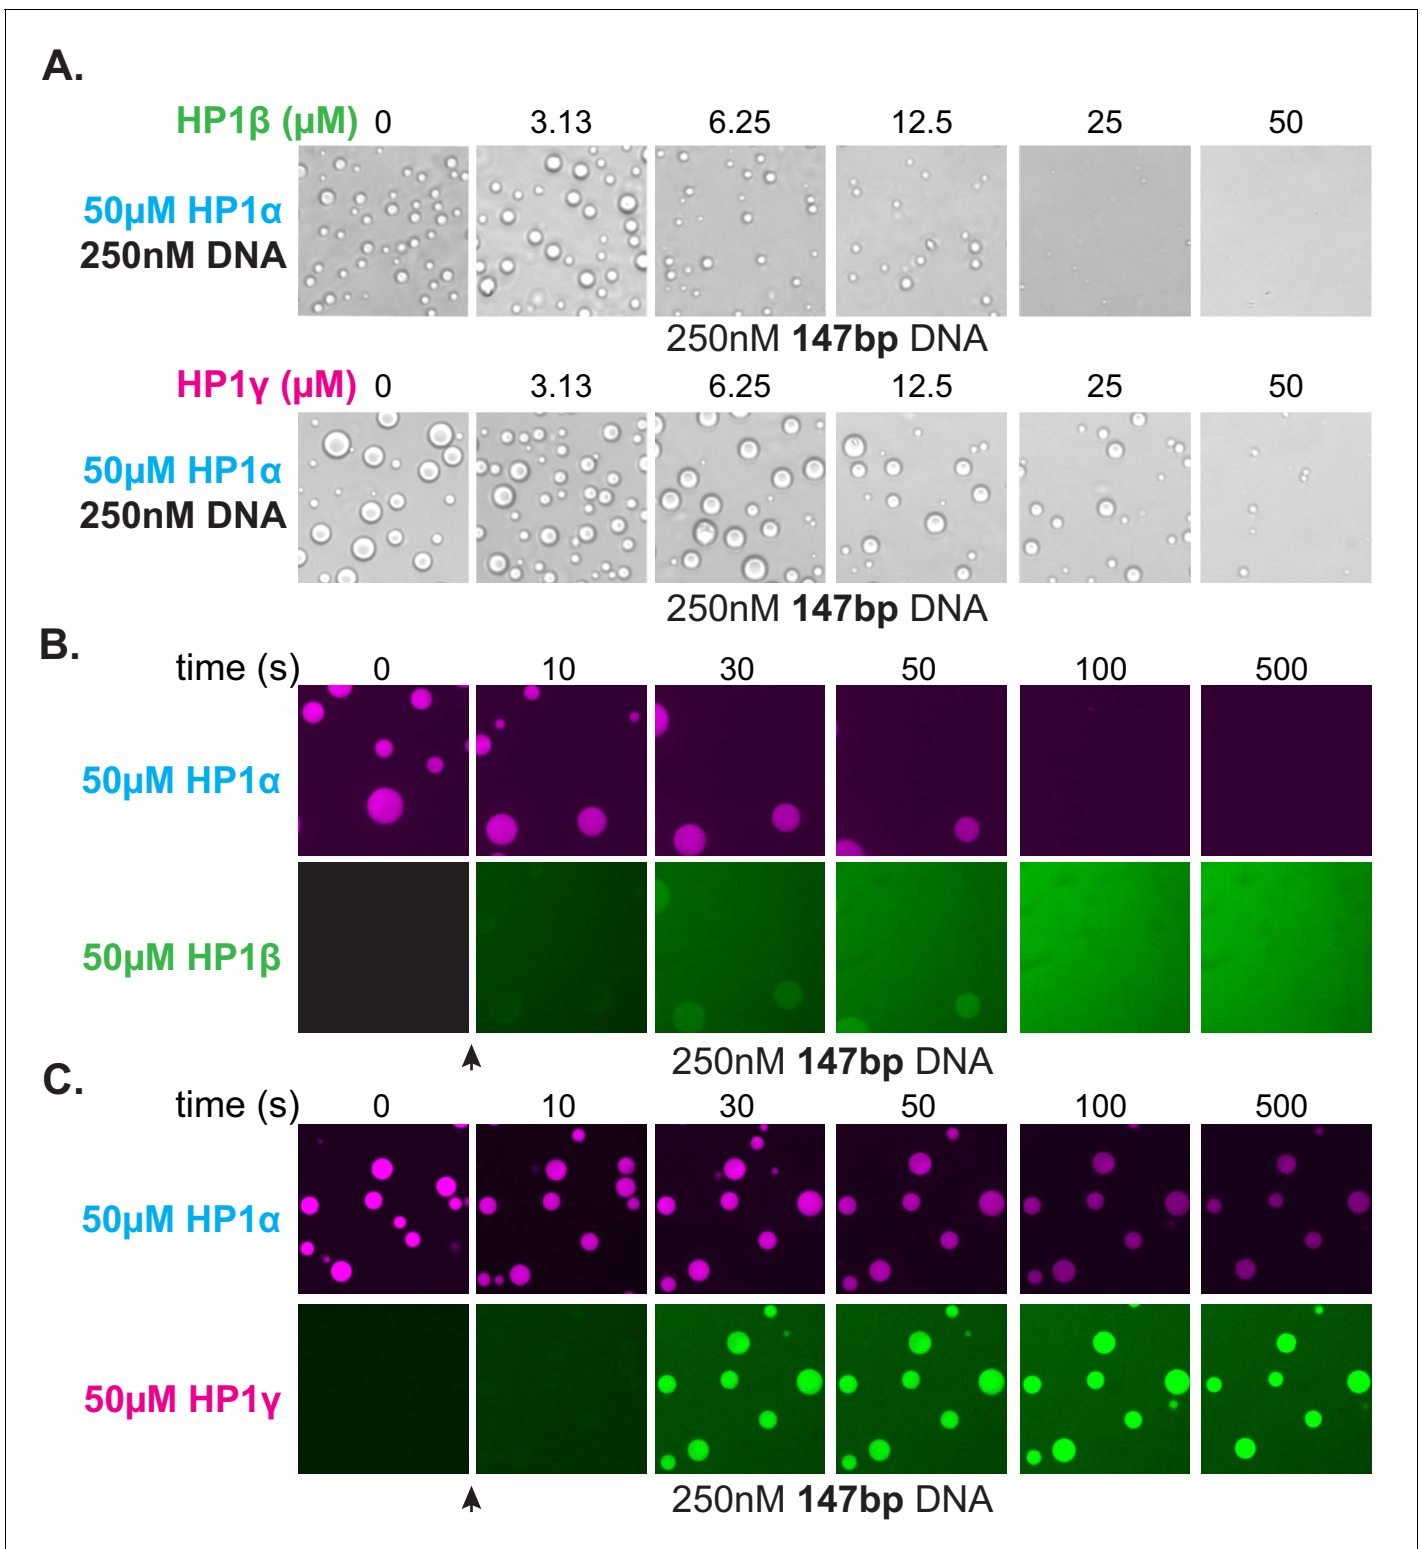 A.
HP1β (µM) 0 3.13 6.25 12.5 25 50
50µM HP1α
250nM DNA
250nM 147bp DNA
HP1γ (µM) 0 3.13 6.25 12.5 25 50
50µM HP1α
250nM DNA
250nM 147bp DNA
B.
time (s) 0 10 30 50 100 500
50µM HP1α
50µM HP1β
250nM 147bp DNA
C.
time (s) 0 10 30 50 100 500
50µM HP1α
50µM HP1γ
250nM 147bp DNA